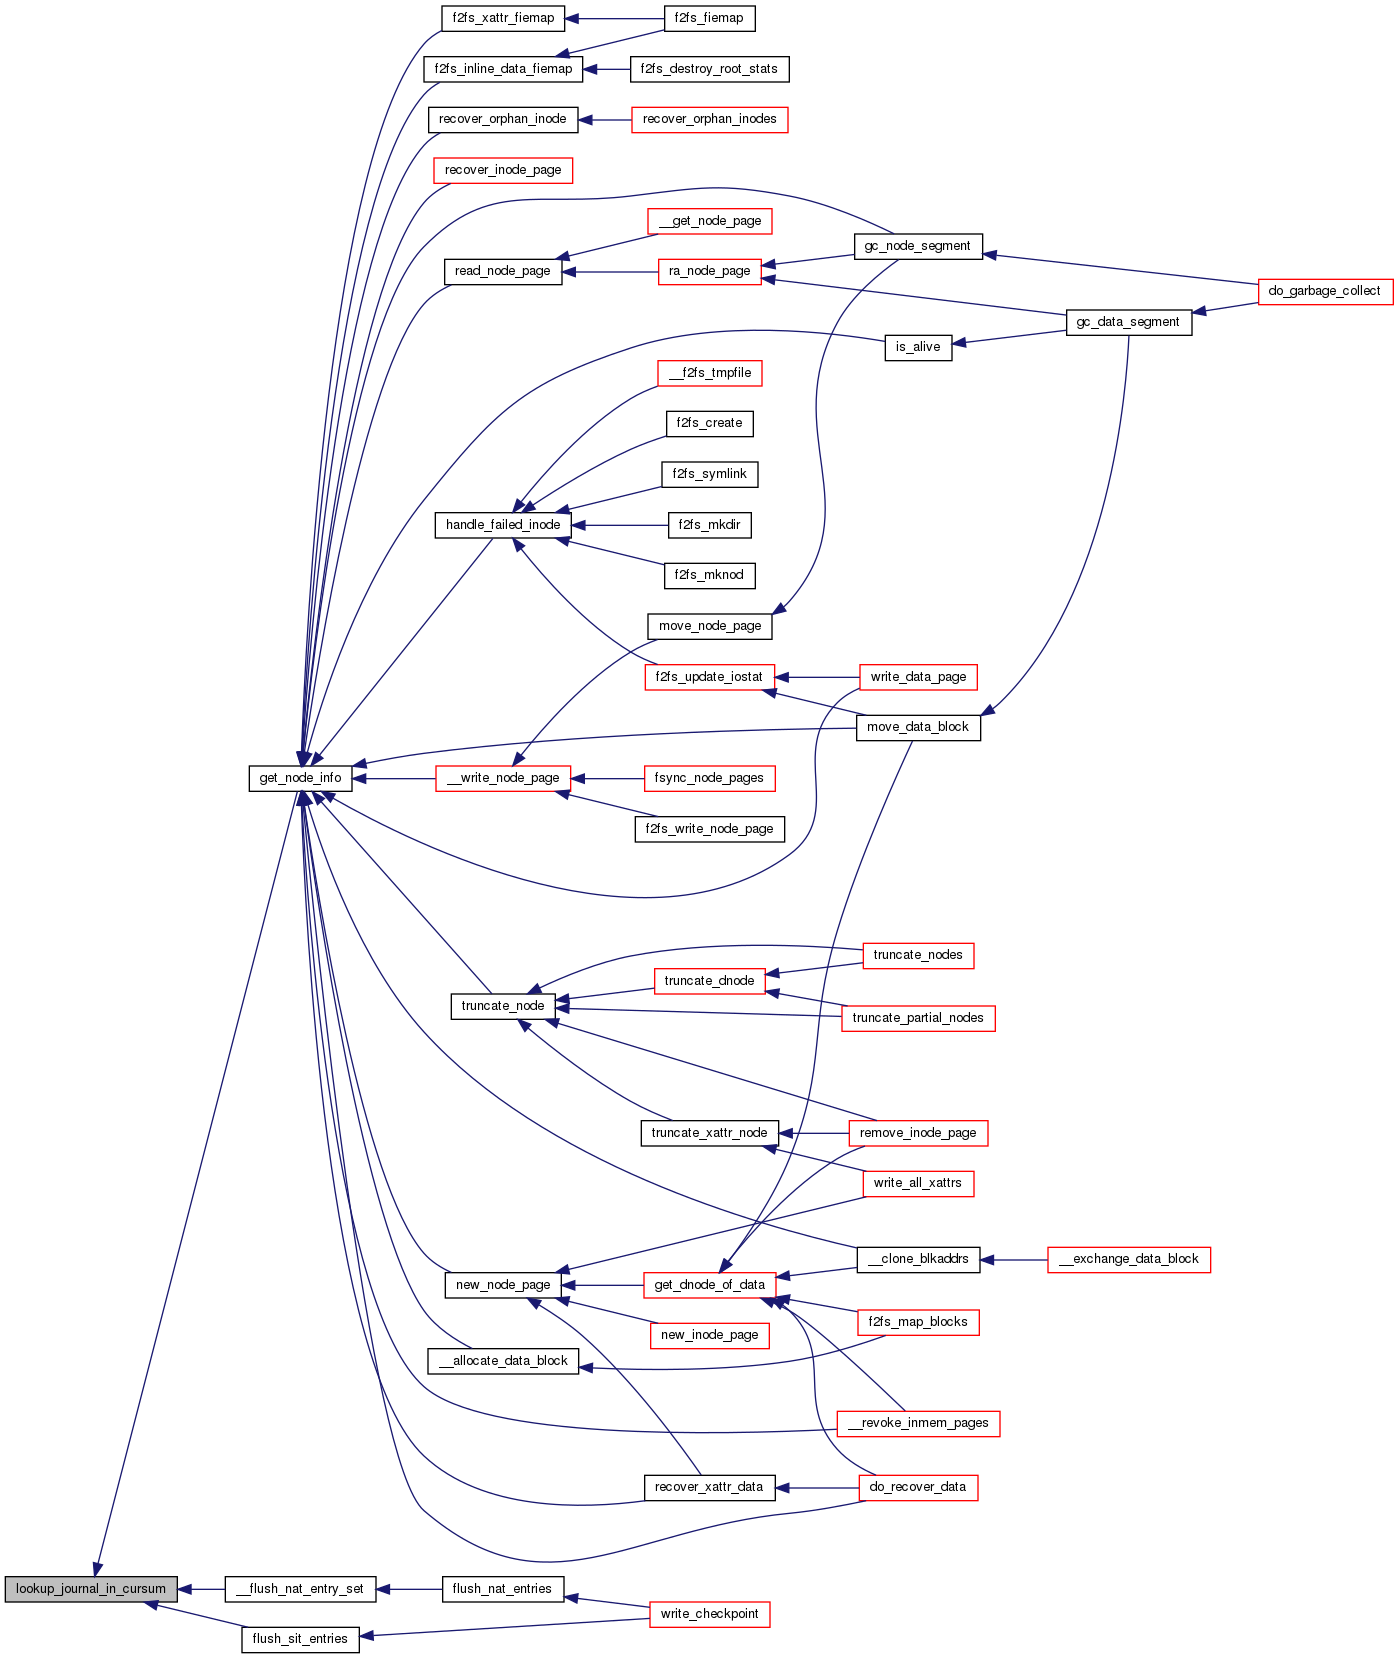 f2fs_xattr_fiemap
f2fs_fiemap
f2fs_inline_data_fiemap
f2fs_destroy_root_stats
recover_orphan_inode
recover_orphan_inodes
recover_inode_page
__get_node_page
gc_node_segment
read_node_page
ra_node_page
do_garbage_collect
gc_data_segment
is_alive
__f2fs_tmpfile
f2fs_create
f2fs_symlink
handle_failed_inode
f2fs_mkdir
f2fs_mknod
move_node_page
f2fs_update_iostat
write_data_page
move_data_block
get_node_info
__write_node_page
fsync_node_pages
f2fs_write_node_page
truncate_nodes
truncate_dnode
truncate_node
truncate_partial_nodes
truncate_xattr_node
remove_inode_page
write_all_xattrs
__clone_blkaddrs
__exchange_data_block
new_node_page
get_dnode_of_data
f2fs_map_blocks
new_inode_page
__allocate_data_block
__revoke_inmem_pages
recover_xattr_data
do_recover_data
lookup_journal_in_cursum
__flush_nat_entry_set
flush_nat_entries
write_checkpoint
flush_sit_entries